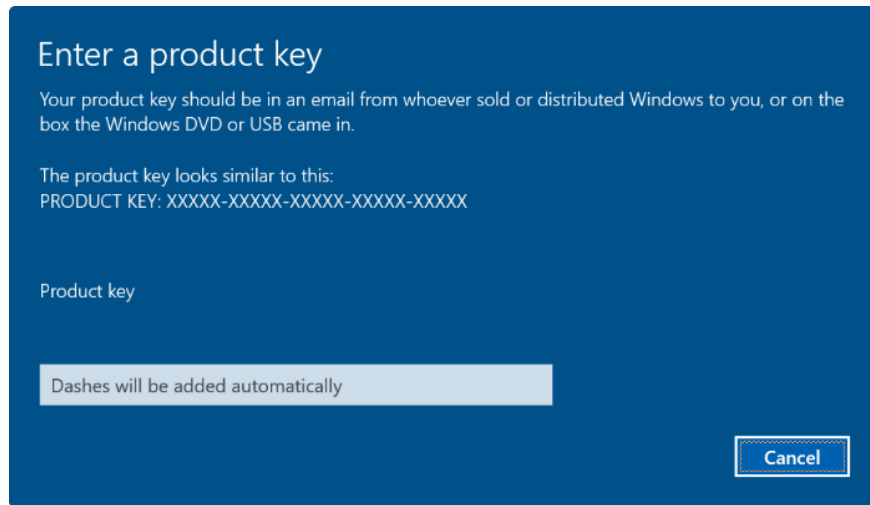 Enter a product key
Your product key should be in an email from whoever sold or distributed Windows to you, or on the
box the Windows DVD or USB came in.
The product key looks similar to this:
PRODUCT KEY: XXXXX-XXXXX-XXXXX-XXXXX-XXXXX
Product key
Dashes will be added automatically
Cancel